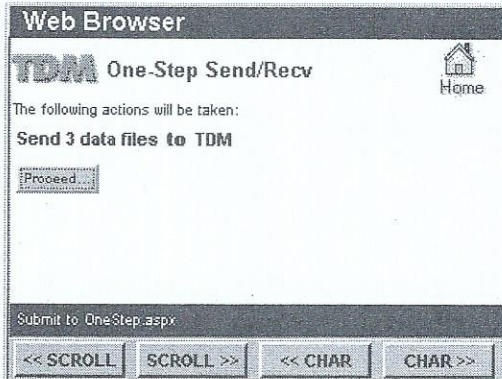 Web Browser
TDM One-Step Send/Recv
Home
The following actions will be taken:
Send 3 data files to TDM
Proceed...
Submit to OneStep.aspx
<< SCROLL SCROLL >> << CHAR CHAR >>